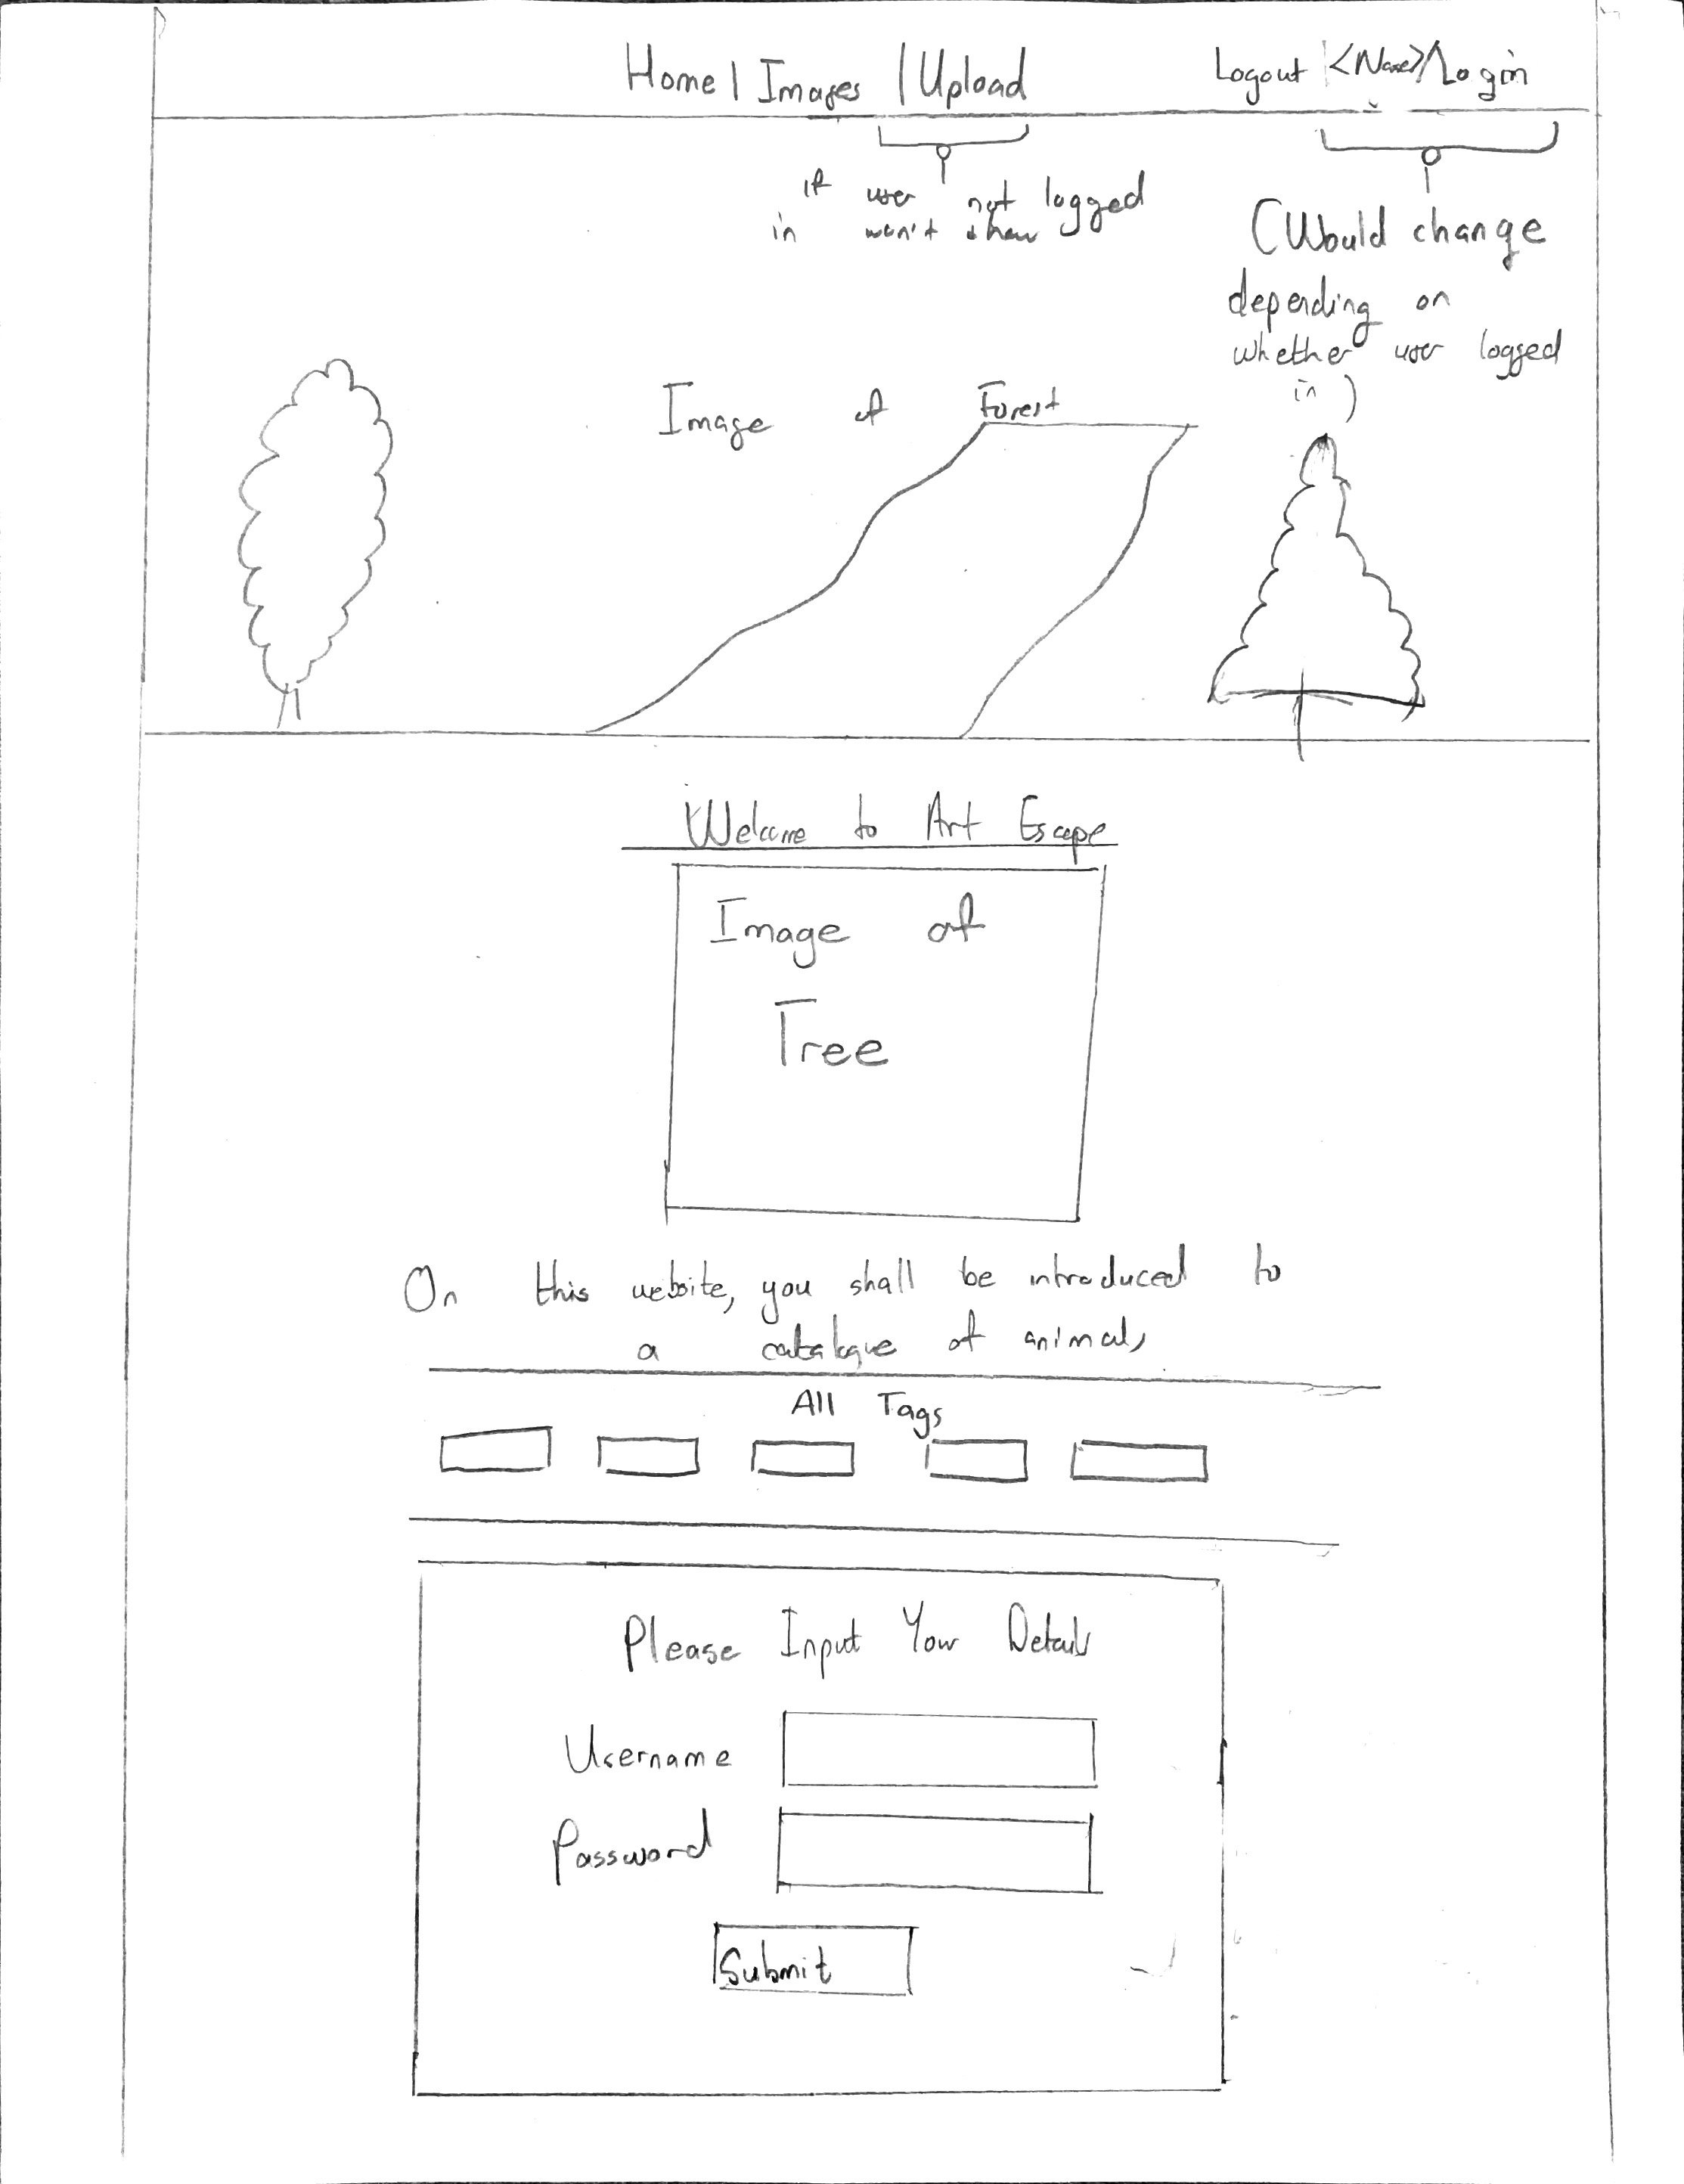 Home | Images | Upload
Logout | <Name>/Login
if user not logged
in won't show
(Would change
depending on
whether user logged
in)
Image of Forest
Welcome to Art Escape
Image of
Tree
On this website, you shall be introduced to
a catalogue of animals
All Tags
Please Input Your Details
Username
Password
Submit